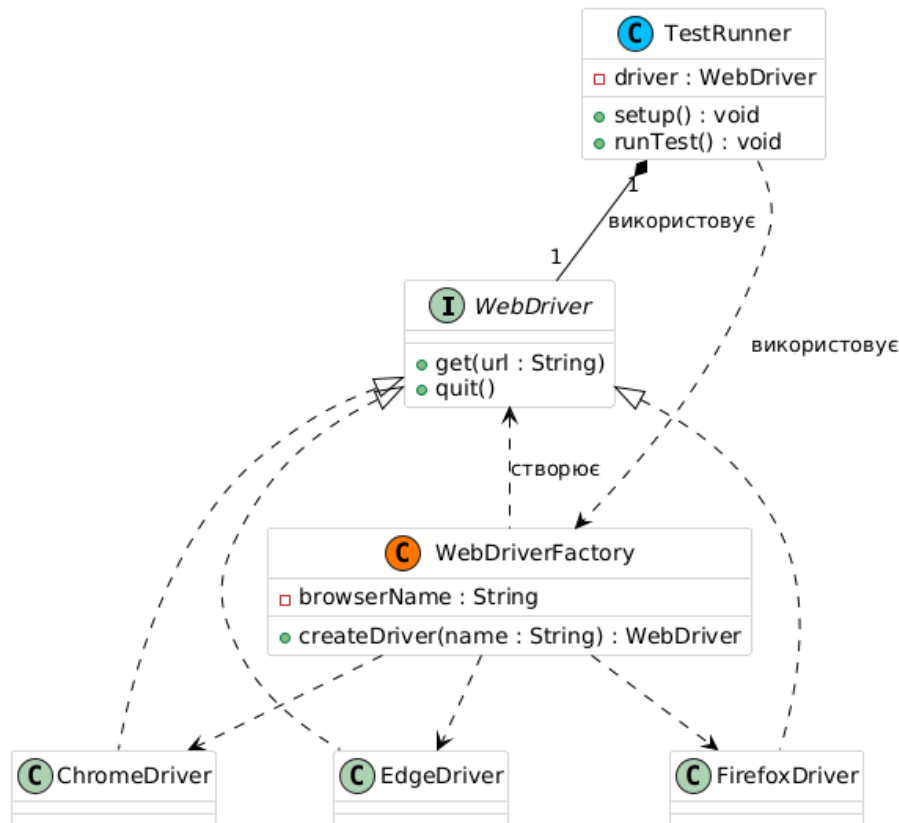 C TestRunner
driver : WebDriver
setup() : void
runTest() : void
1
використовує
1
I WebDriver
get(url : String)
quit()
використовує
створює
C WebDriverFactory
browserName : String
createDriver(name : String) : WebDriver
C ChromeDriver
C EdgeDriver
C FirefoxDriver